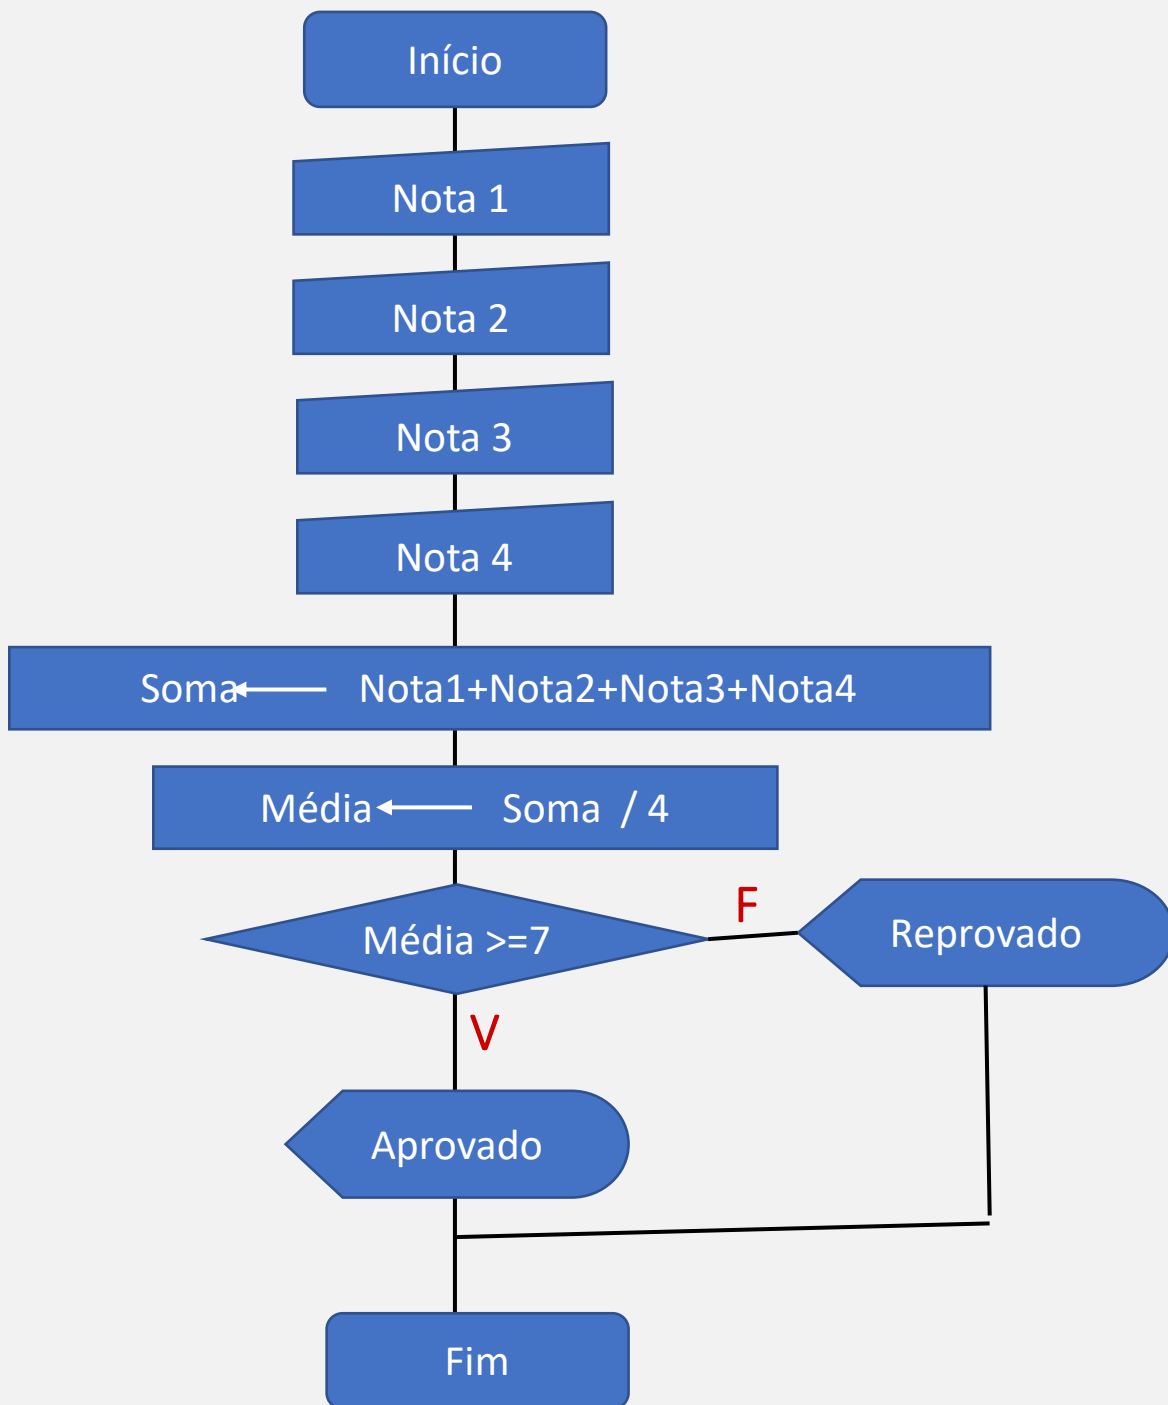 Início
Nota 1
Nota 2
Nota 3
Nota 4
Soma Nota1+Nota2+Nota3+Nota4
Média Soma / 4
Média >=7
F
Reprovado
V
Aprovado
Fim